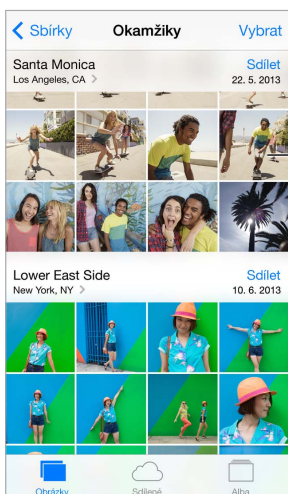 Sbírky Okamžiky Vybrat
Santa Monica Sdílet
Los Angeles, CA 22. 5. 2013
Lower East Side Sdílet
New York, NY 10. 6. 2013
Obrázky Sdílené Alba